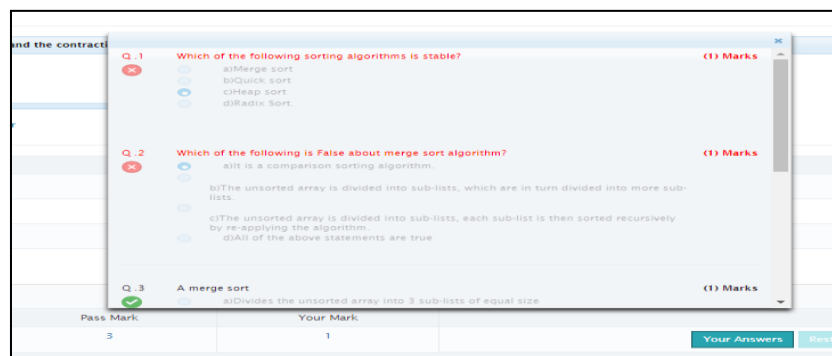 and the contracti
Q .1 Which of the following sorting algorithms is stable? (1) Marks
a)Merge sort
b)Quick sort
c)Heap sort
d)Radix Sort.
Q .2 Which of the following is False about merge sort algorithm? (1) Marks
a)It is a comparison sorting algorithm.
b)The unsorted array is divided into sub-lists, which are in turn divided into more sub-
lists.
c)The unsorted array is divided into sub-lists, each sub-list is then sorted recursively
by re-applying the algorithm.
d)All of the above statements are true
Q .3 A merge sort (1) Marks
a)Divides the unsorted array into 3 sub-lists of equal size
Pass Mark Your Mark
3 1 Your Answers Rest